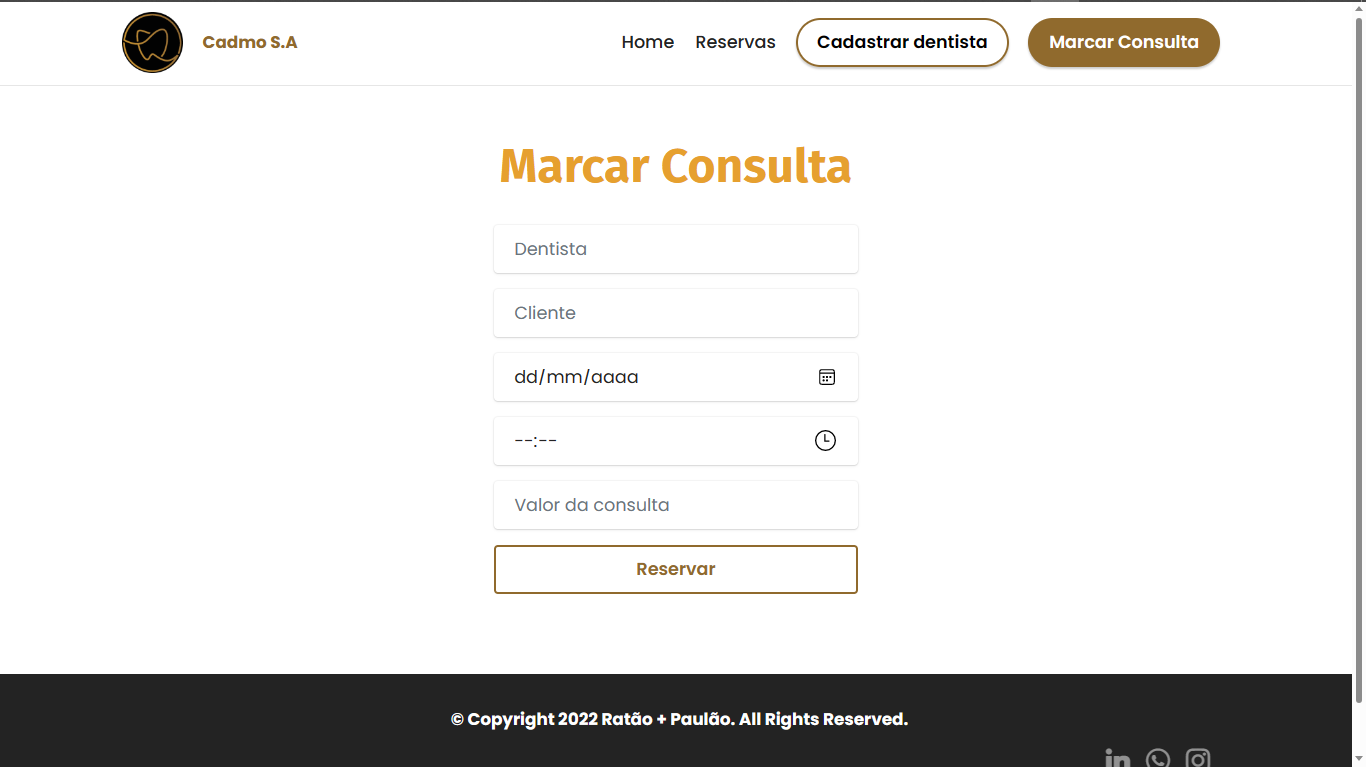 Cadmo S.A
Home
Reservas
Cadastrar dentista
Marcar Consulta
Marcar Consulta
Dentista
Cliente
dd/mm/aaaa
--:--
Valor da consulta
Reservar
© Copyright 2022 Ratão + Paulão. All Rights Reserved.
in